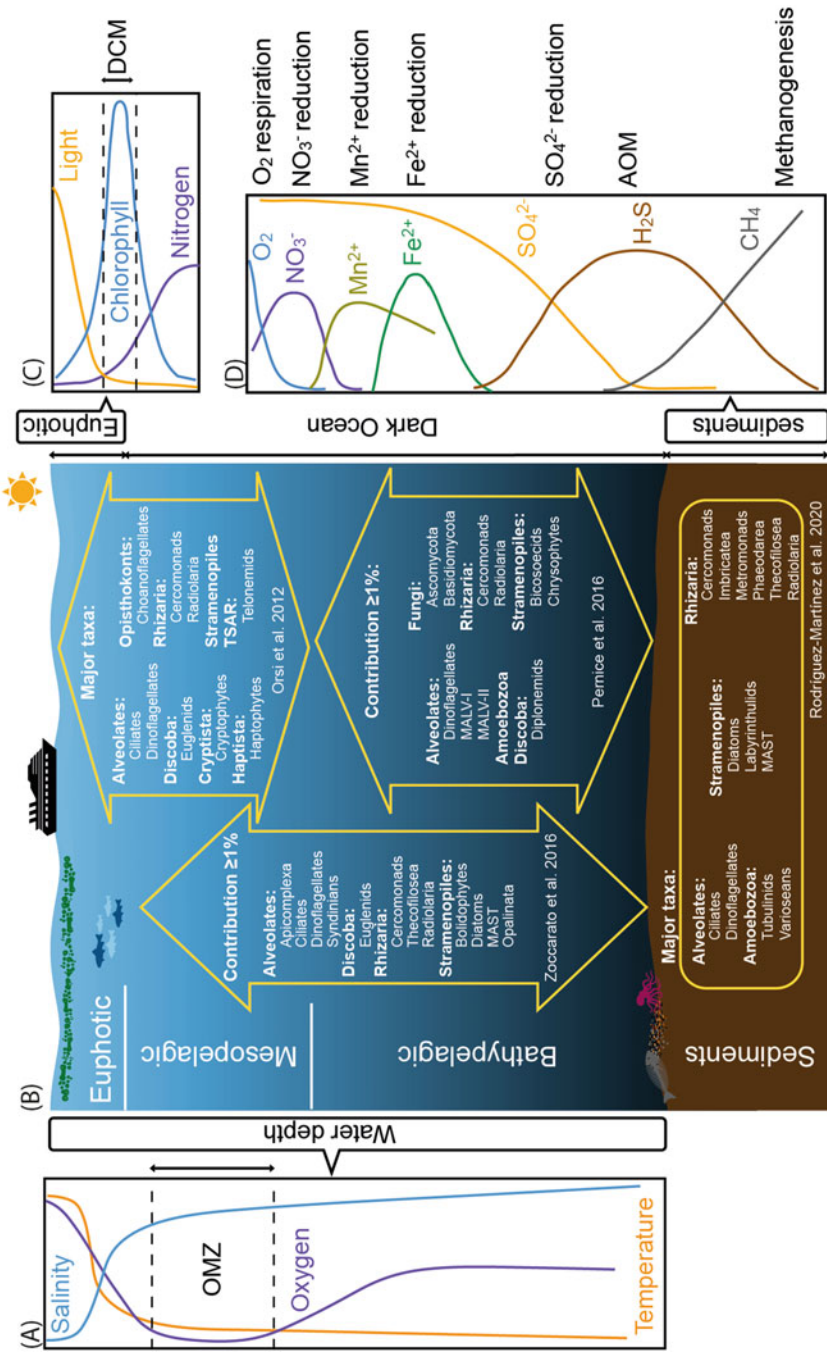 (A)
Salinity
OMZ
Oxygen
Temperature
Water depth
(B)
Euphotic
Mesopelagic
Bathypelagic
Sediments
Contribution ≥1%
Alveolates:
Apicomplexa
Ciliates
Dinoflagellates
Syndinians
Discoba:
Euglenids
Rhizaria:
Cercomonads
Thecofilosea
Radiolaria
Stramenopiles:
Bolidophytes
Diatoms
MAST
Opalinata
Zoccarato et al. 2016
Major taxa:
Alveolates:
Ciliates
Dinoflagellates
Discoba:
Euglenids
Cryptista:
Cryptophytes
Haptista:
Haptophytes
Opisthokonts:
Choanoflagellates
Rhizaria:
Cercomonads
Radiolaria
Stramenopiles
TSAR:
Telonemids
Orsi et al. 2012
Contribution ≥1%:
Alveolates:
Dinoflagellates
MALV-I
MALV-II
Amoebozoa
Discoba:
Diplonemids
Fungi:
Ascomycota
Basidiomycota
Rhizaria:
Cercomonads
Radiolaria
Stramenopiles:
Bicosoecids
Chrysophytes
Pernice et al. 2016
Major taxa:
Alveolates:
Ciliates
Dinoflagellates
Amoebozoa:
Tubulinids
Varioseans
Stramenopiles:
Diatoms
Labyrinthulids
MAST
Rhizaria:
Cercomonads
Imbricatea
Metromonads
Phaeodarea
Thecofilosea
Radiolaria
Rodríguez-Martínez et al. 2020
Euphotic
Dark Ocean
sediments
(C)
Light
Chlorophyll
Nitrogen
DCM
(D)
O₂
NO₃⁻
Mn²⁺
Fe²⁺
SO₄²⁻
H₂S
CH₄
O₂ respiration
NO₃⁻ reduction
Mn²⁺ reduction
Fe²⁺ reduction
SO₄²⁻ reduction
AOM
Methanogenesis